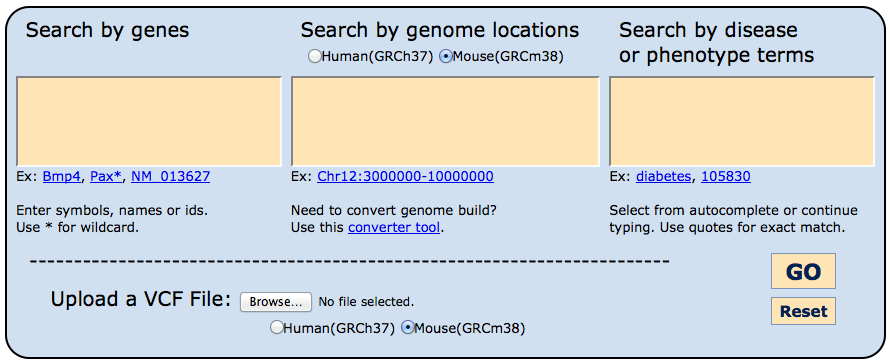 Search by genes
Search by genome locations
Human(GRCh37) Mouse(GRCm38)
Search by disease
or phenotype terms
Ex: Bmp4, Pax*, NM_013627
Enter symbols, names or ids.
Use * for wildcard.
Ex: Chr12:3000000-10000000
Need to convert genome build?
Use this converter tool.
Ex: diabetes, 105830
Select from autocomplete or continue
typing. Use quotes for exact match.
Upload a VCF File: Browse... No file selected.
Human(GRCh37) Mouse(GRCm38)
GO
Reset